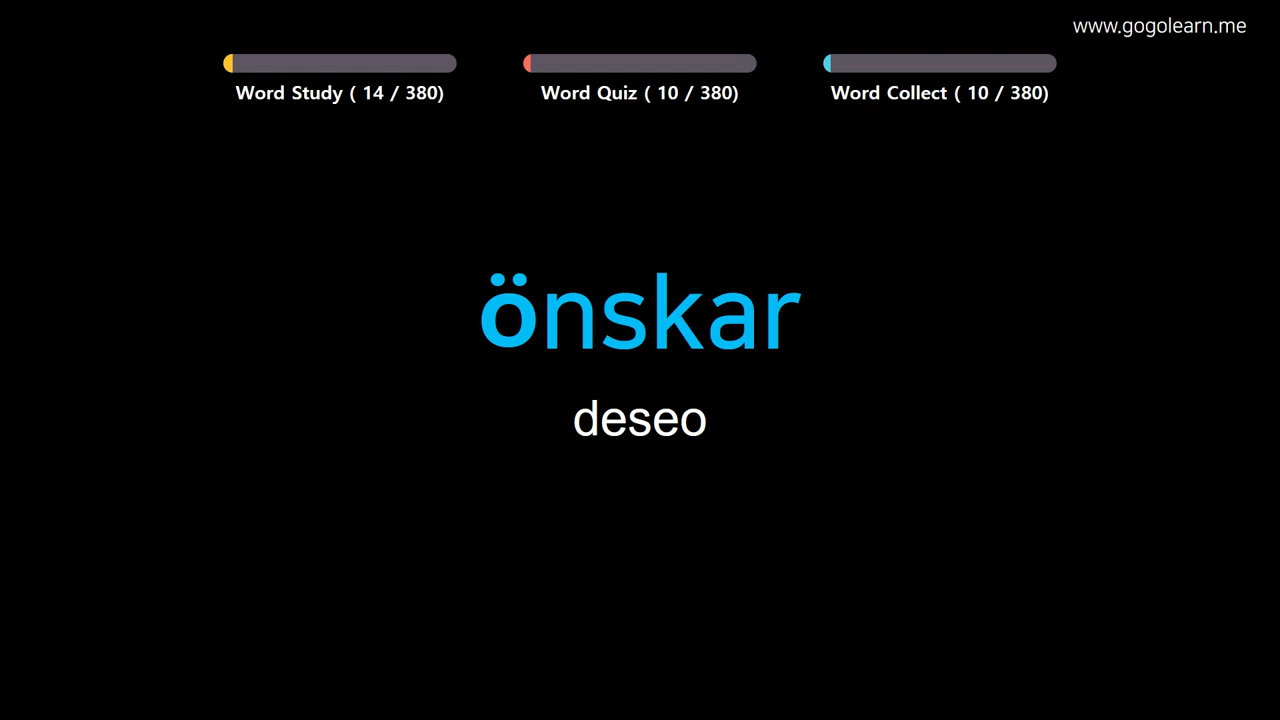 www.gogolearn.me
Word Study ( 14 / 380)
Word Quiz ( 10 / 380)
Word Collect ( 10 / 380)
önskar
deseo